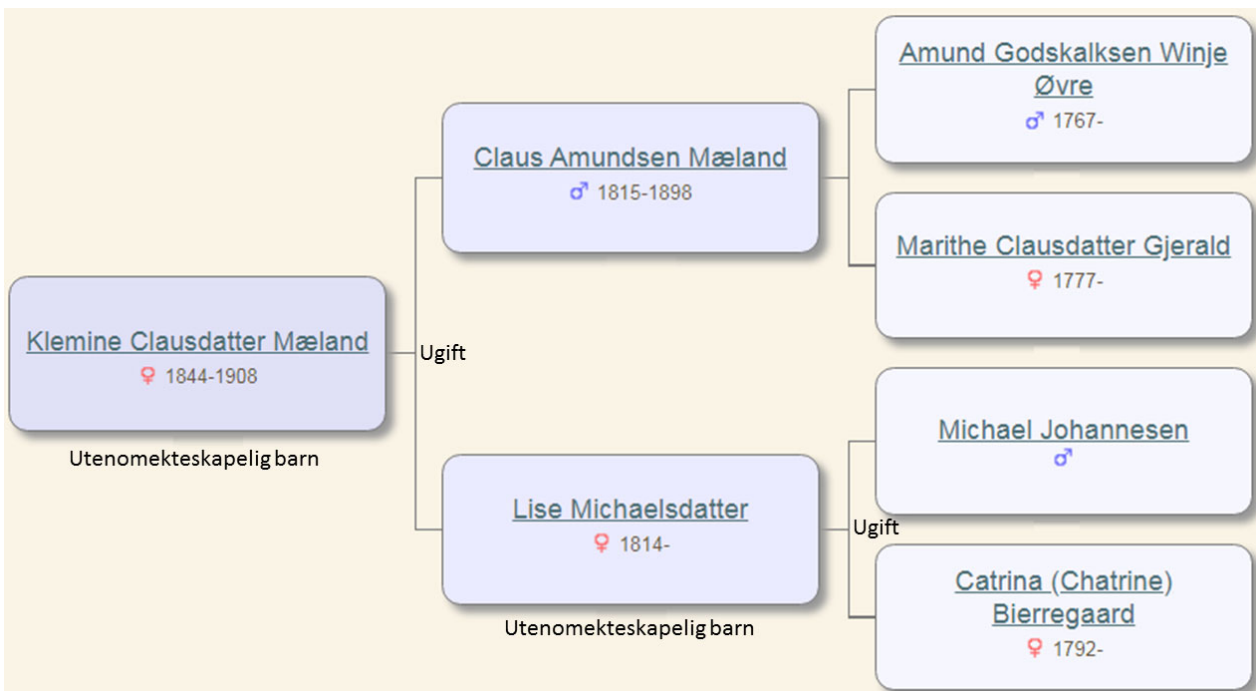 Amund Godskalksen Winje
Øvre
♂ 1767-
Claus Amundsen Mæland
♂ 1815-1898
Marithe Clausdatter Gjerald
♀ 1777-
Klemine Clausdatter Mæland
♀ 1844-1908
Ugift
Utenomekteskapelig barn
Michael Johannesen
♂
Lise Michaelsdatter
♀ 1814-
Ugift
Utenomekteskapelig barn
Catrina (Chatrine)
Bierregaard
♀ 1792-